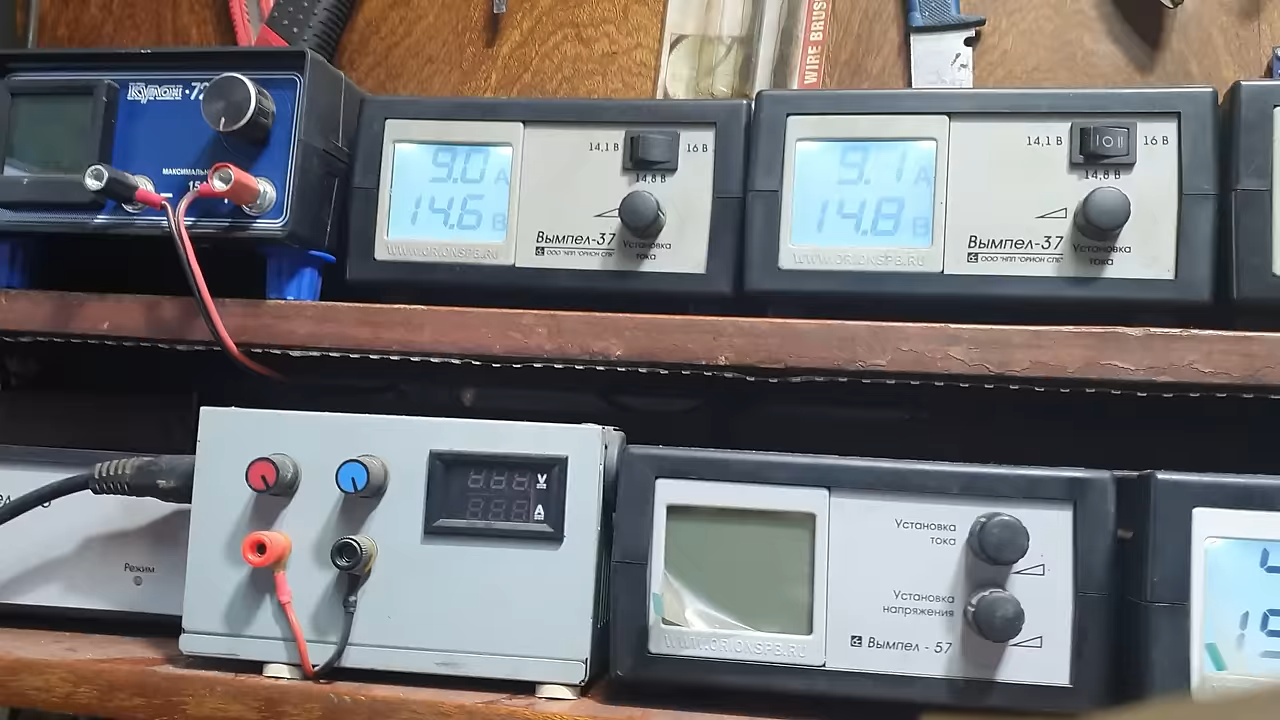 WIRE BRUS
Кулон
МАКСИМАЛЬН
15
9.0 A
14.6 В
14,1 В
16 В
14,8 В
Вымпел-37
ООО "НПП "ОРИОН СПБ"
Установка
тока
WWW.ORIONSPB.RU
9.1 A
14.8 В
14,1 В
16 В
14,8 В
Вымпел-37
ООО "НПП "ОРИОН СПБ"
Установка
тока
WWW.ORIONSPB.RU
Режим
V
A
Установка
тока
Установка
напряжения
Вымпел - 57
WWW.ORIONSPB.RU